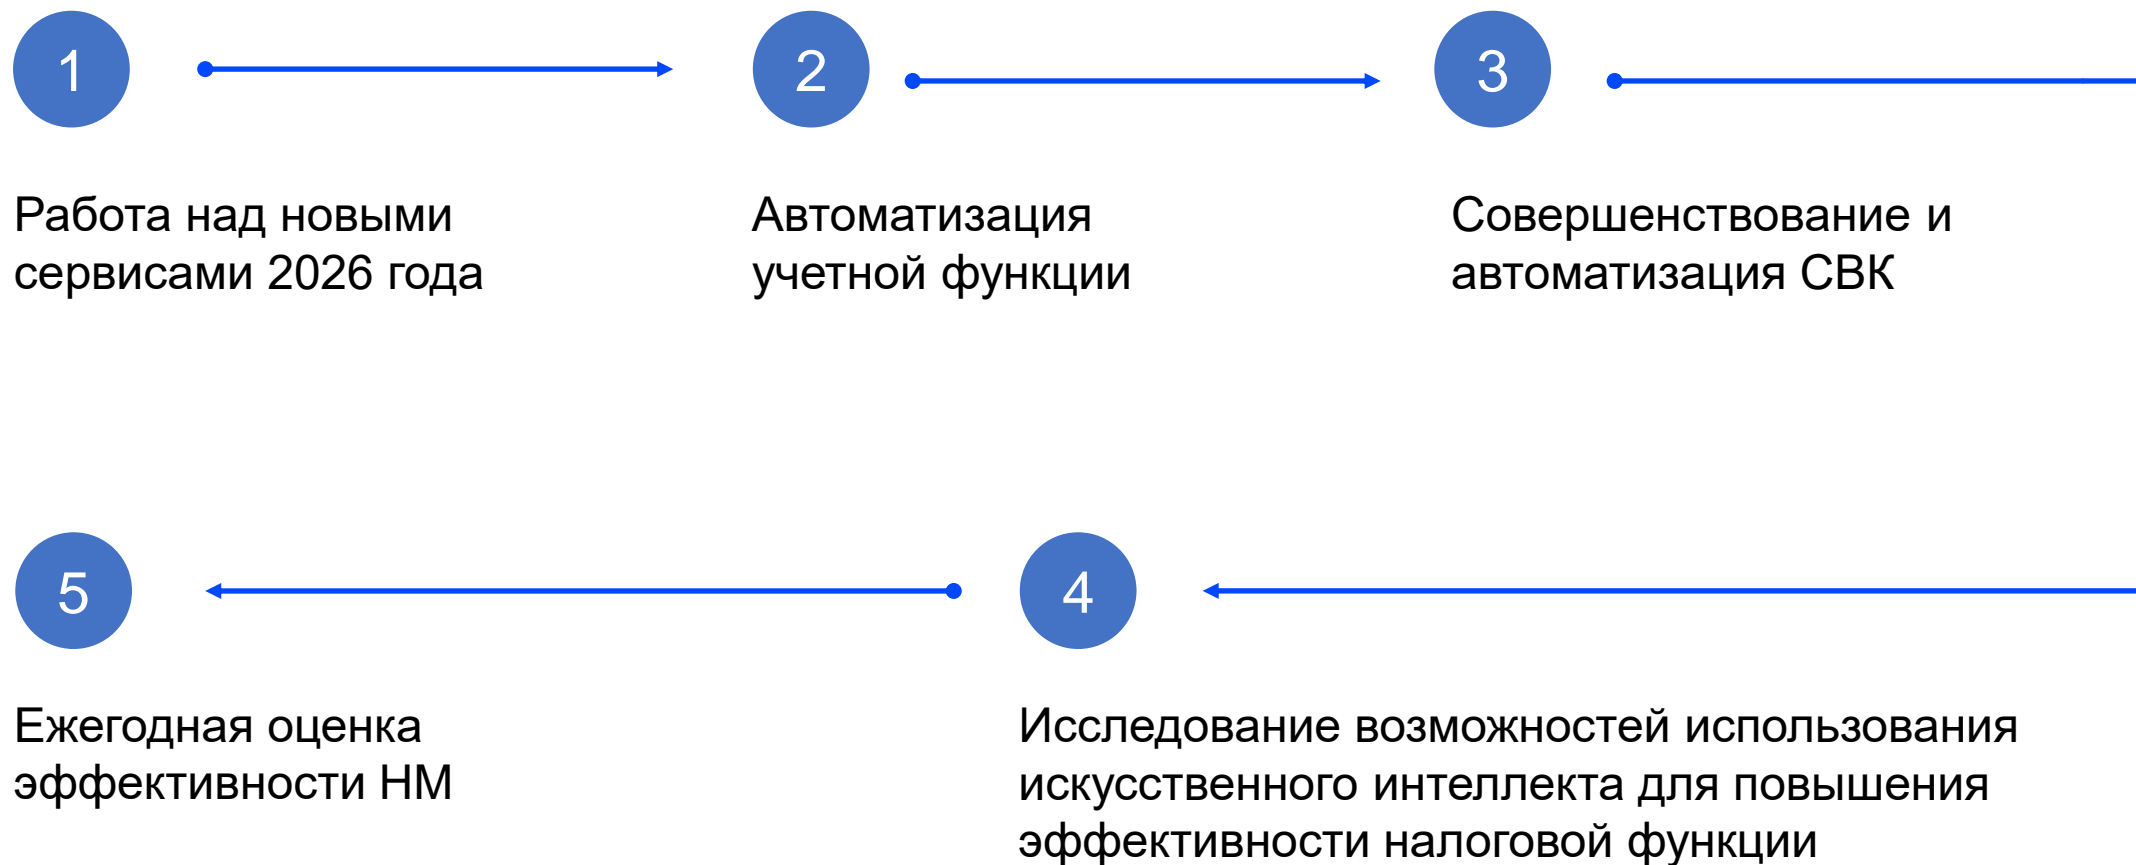 1
2
3
Работа над новыми
сервисами 2026 года
Автоматизация
учетной функции
Совершенствование и
автоматизация СВК
5
4
Ежегодная оценка
эффективности НМ
Исследование возможностей использования
искусственного интеллекта для повышения
эффективности налоговой функции